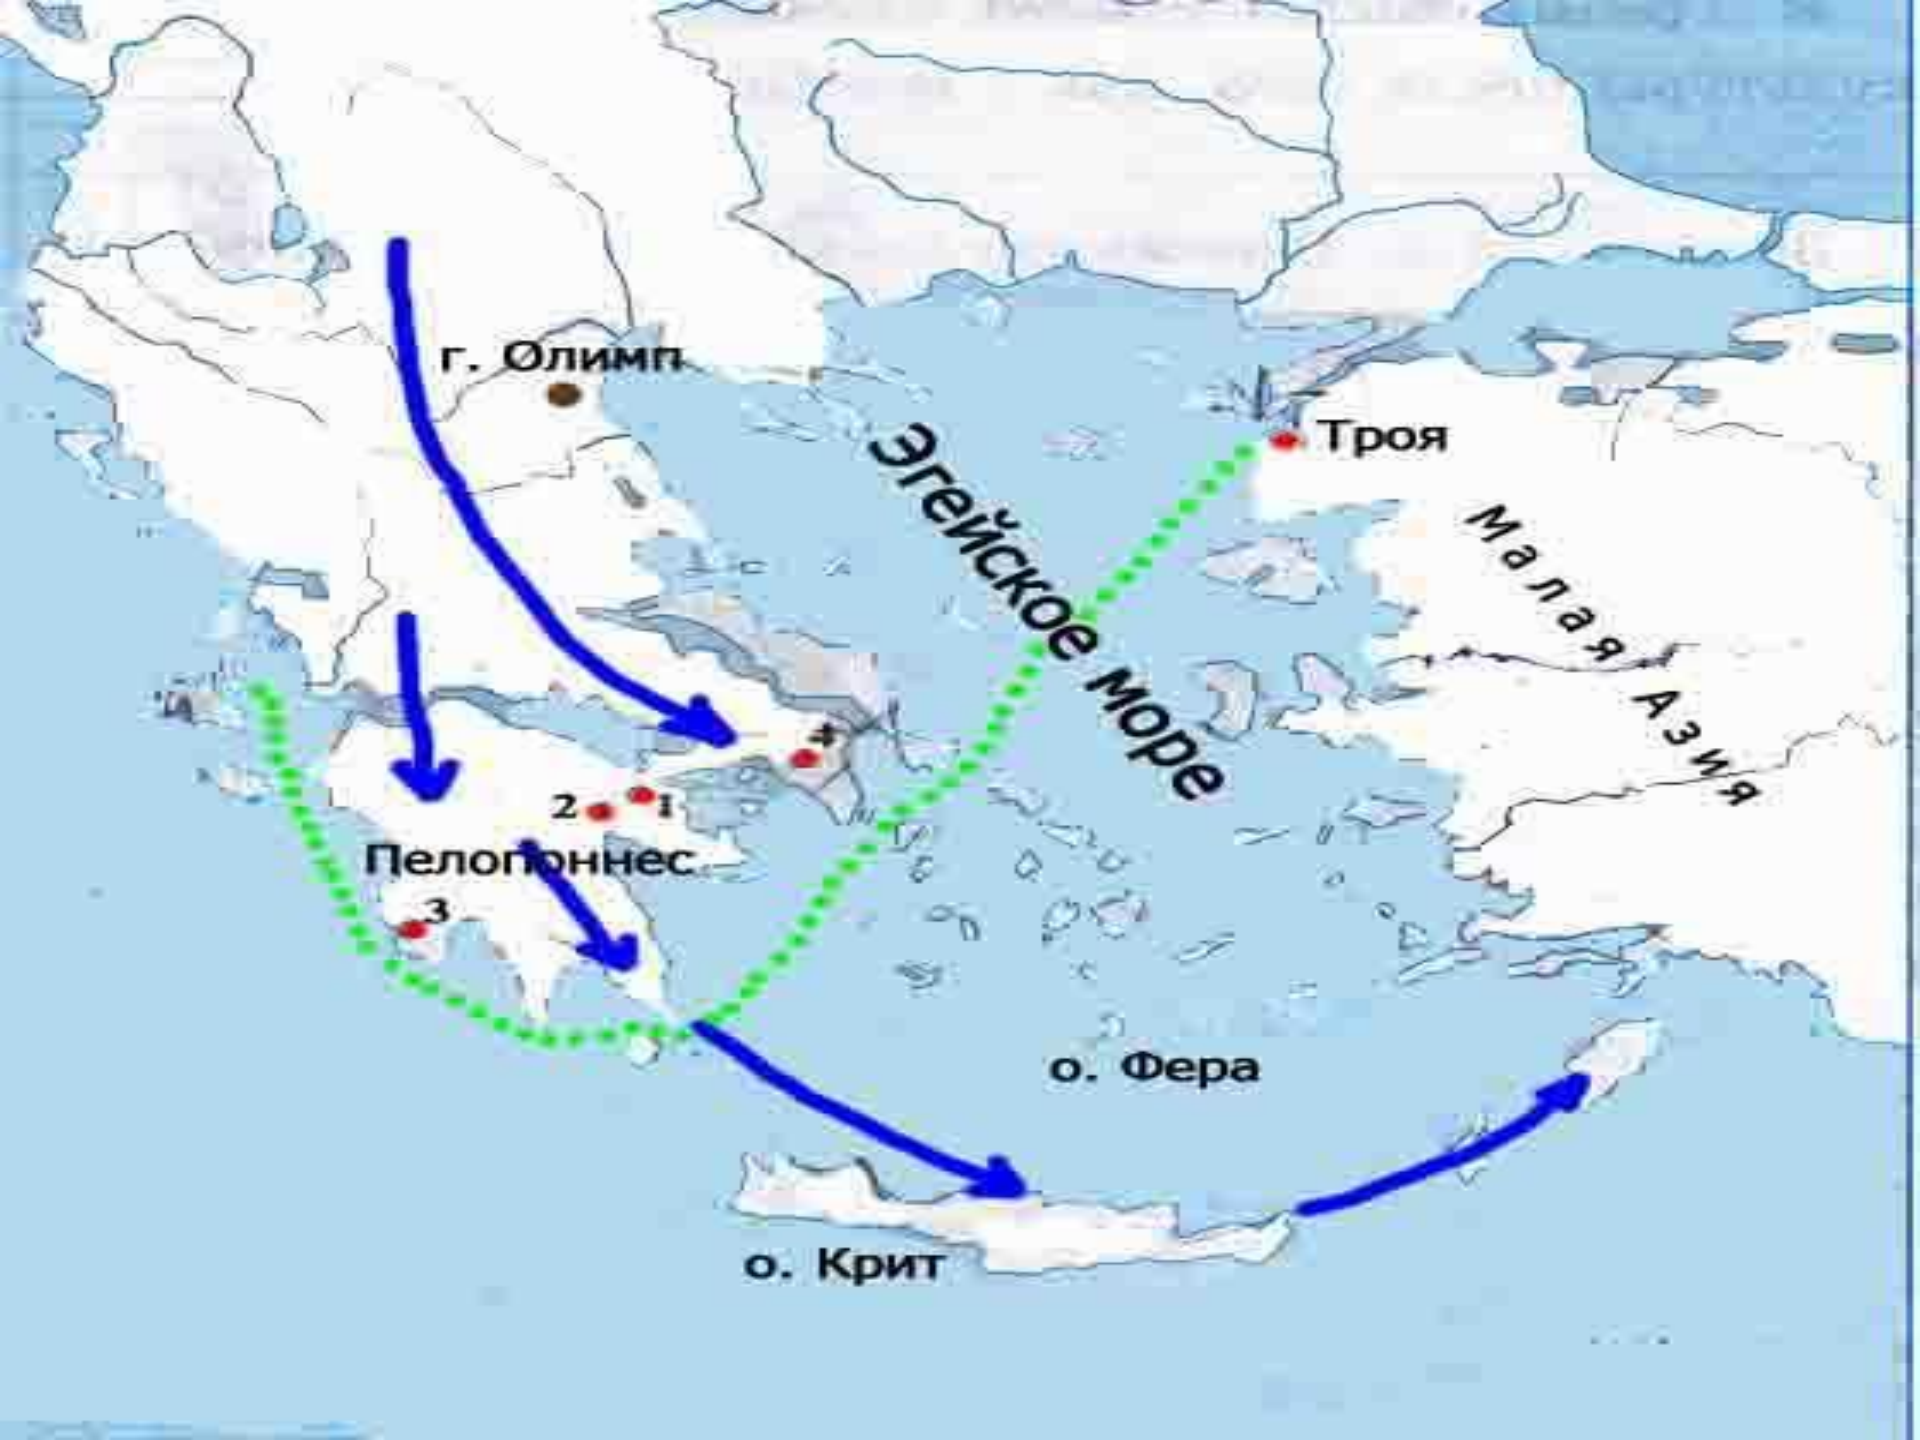 г. Олимп
Троя
Эгейское море
Малая Азия
4
2
1
Пелопоннес
3
о. Фера
о. Крит